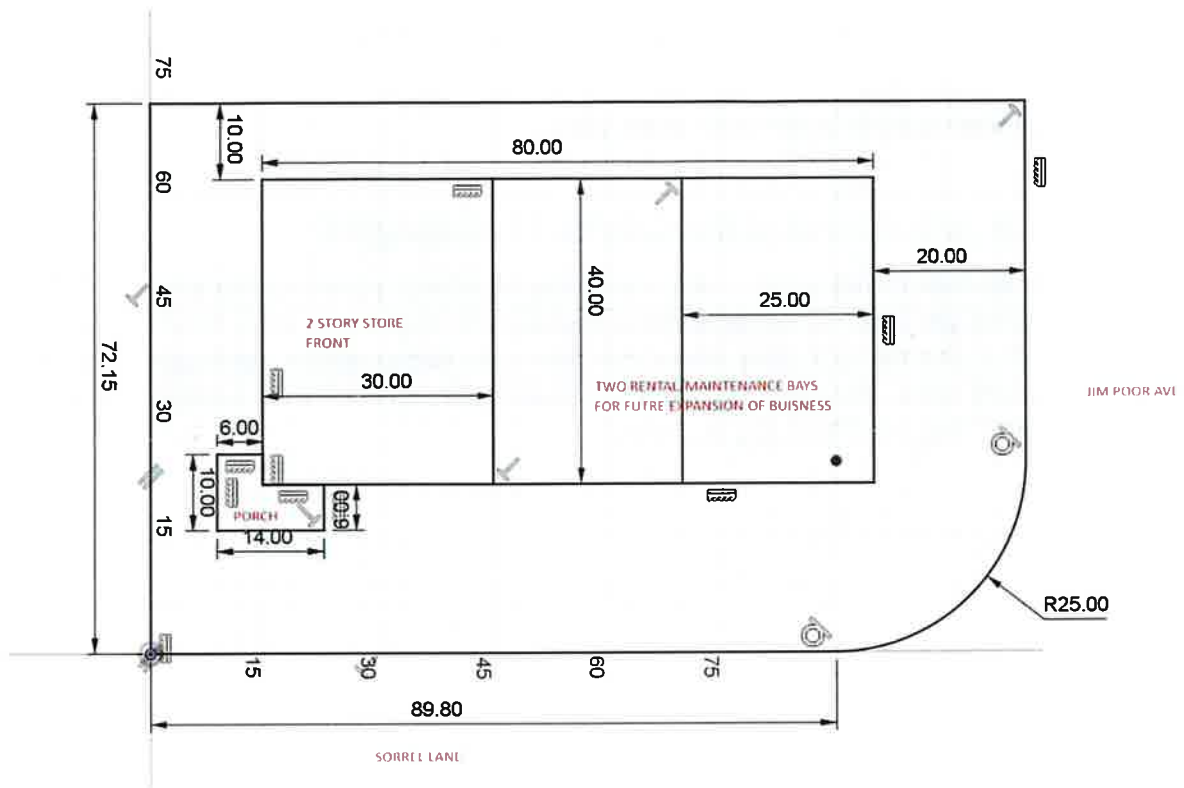 75
10.00
80.00
60
20.00
45
40.00
25.00
2 STORY STORE
FRONT
72.15
30.00
TWO RENTAL MAINTENANCE BAYS
FOR FUTRE EXPANSION OF BUISNESS
JIM POOR AVE
30
6.00
10.00
PORCH
6.00
15
14.00
R25.00
15
30
45
60
75
89.80
SORREL LANE